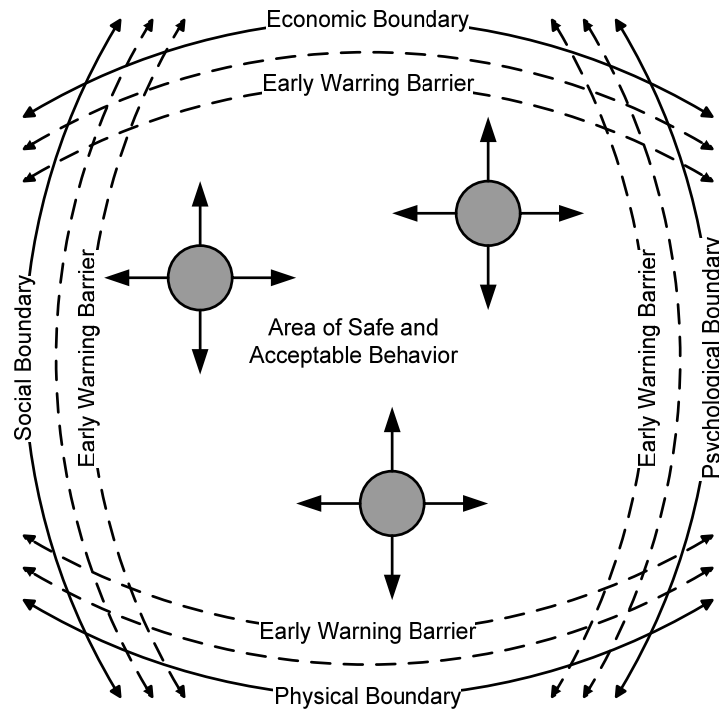 Economic Boundary
Early Warring Barrier
Social Boundary
Early Warning Barrier
Area of Safe and
Acceptable Behavior
Early Warning Barrier
Psychological Boundary
Early Warning Barrier
Physical Boundary